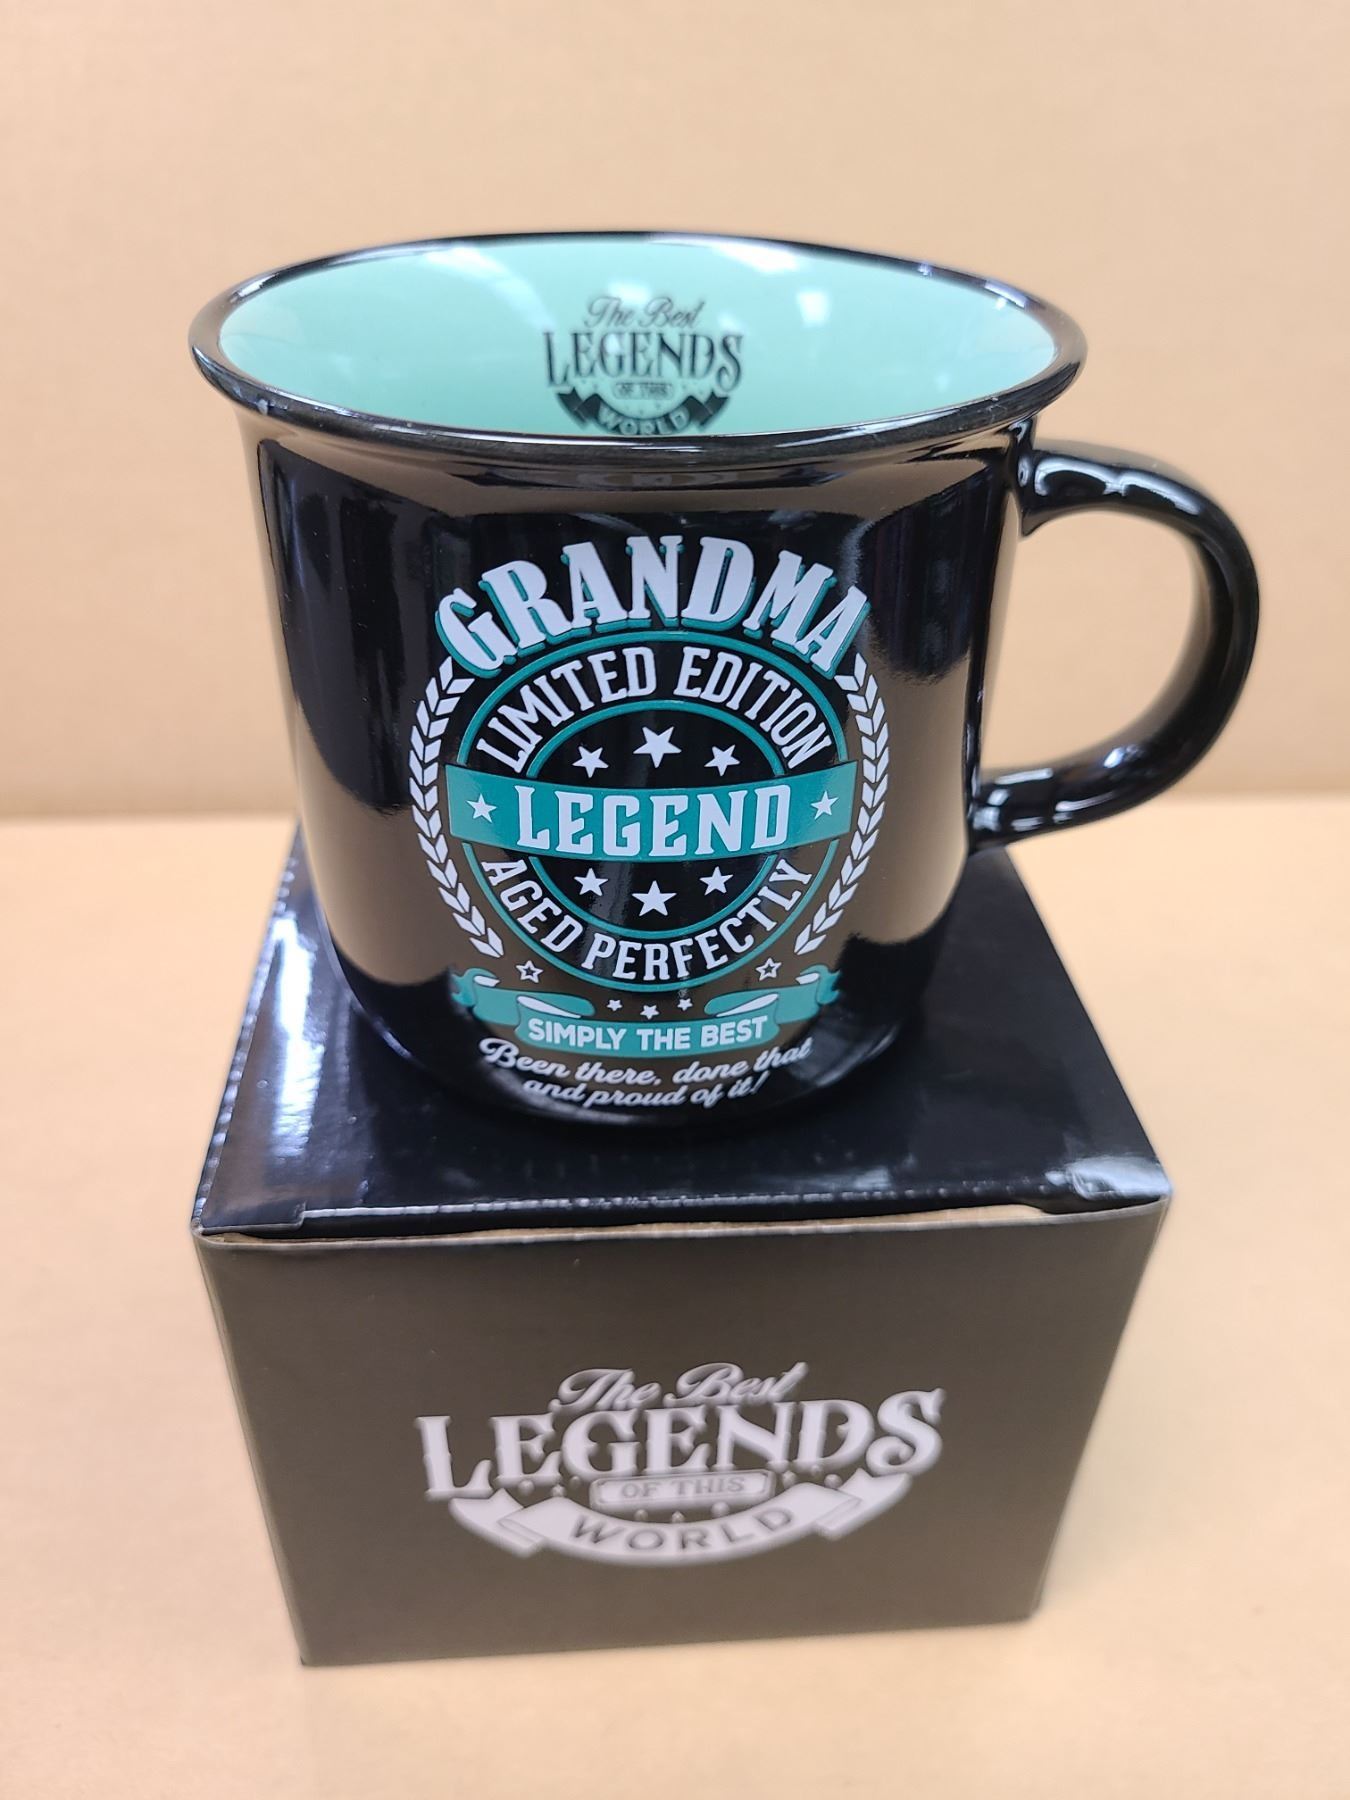 The Best
LEGENDS
OF THIS
WORLD
GRANDMA
LIMITED EDITION
LEGEND
AGED PERFECTLY
SIMPLY THE BEST
Been there, done that
and proud of it!
The Best
LEGENDS
OF THIS
WORLD